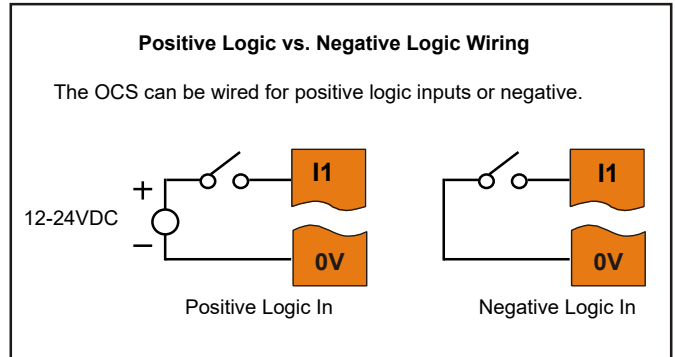 Positive Logic vs. Negative Logic Wiring
The OCS can be wired for positive logic inputs or negative.
I1
+
12-24VDC
–
0V
Positive Logic In
I1
0V
Negative Logic In